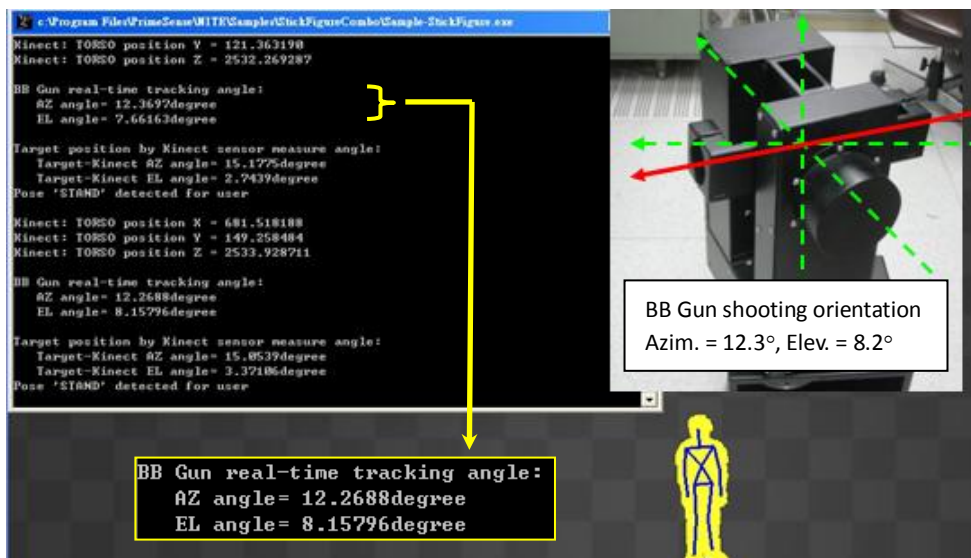 c:\Program Files\PrimeSense\NITE\Samples\StickFigureCombo\Sample-StickFigure.exe
Kinect: TORSO position Y = 121.363190
Kinect: TORSO position Z = 2532.269287
BB Gun real-time tracking angle:
AZ angle= 12.3697degree
EL angle= 7.66163degree
Target position by Kinect sensor measure angle:
Target-Kinect AZ angle= 15.1775degree
Target-Kinect EL angle= 2.7439degree
Pose 'STAND' detected for user
Kinect: TORSO position X = 681.518188
Kinect: TORSO position Y = 149.258484
Kinect: TORSO position Z = 2533.928711
BB Gun real-time tracking angle:
AZ angle= 12.2688degree
EL angle= 8.15796degree
Target position by Kinect sensor measure angle:
Target-Kinect AZ angle= 15.0539degree
Target-Kinect EL angle= 3.37106degree
Pose 'STAND' detected for user
BB Gun shooting orientation
Azim. = 12.3°, Elev. = 8.2°
BB Gun real-time tracking angle:
AZ angle= 12.2688degree
EL angle= 8.15796degree